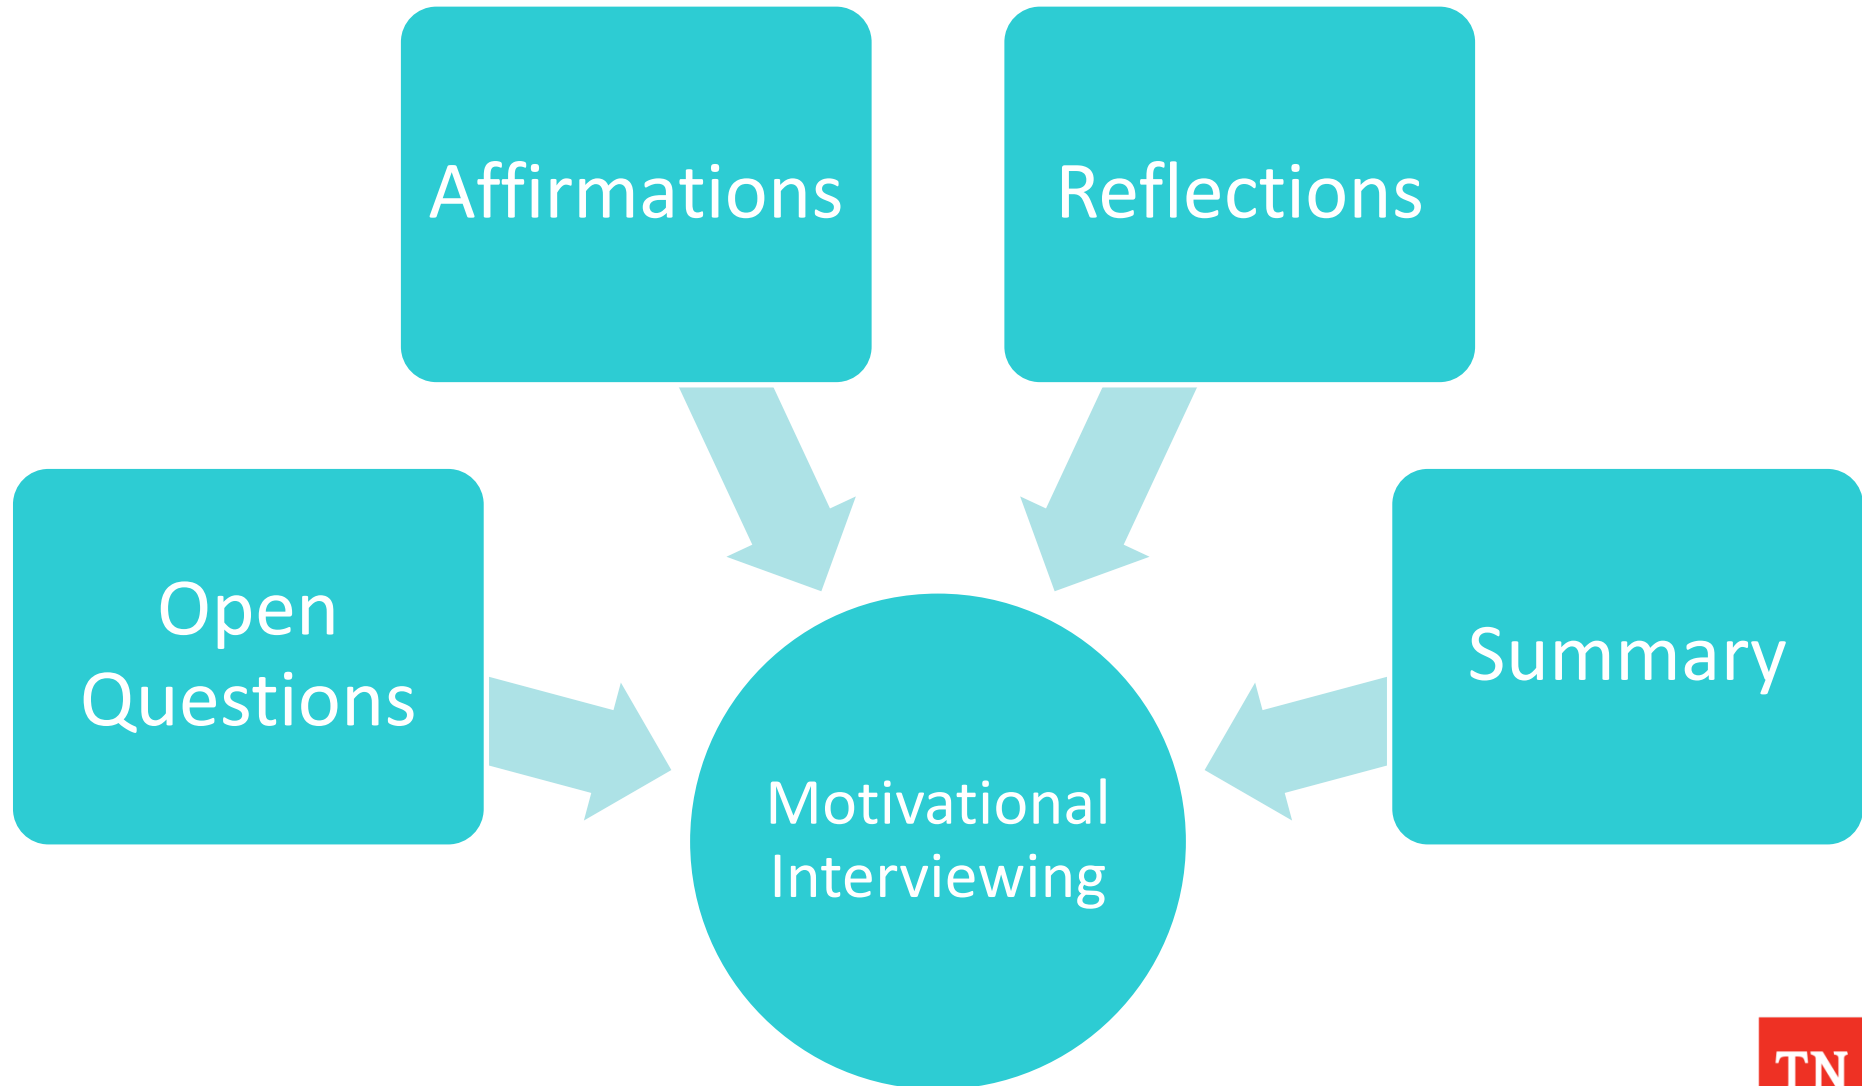 Affirmations
Reflections
Open
Questions
Summary
Motivational
Interviewing
TN